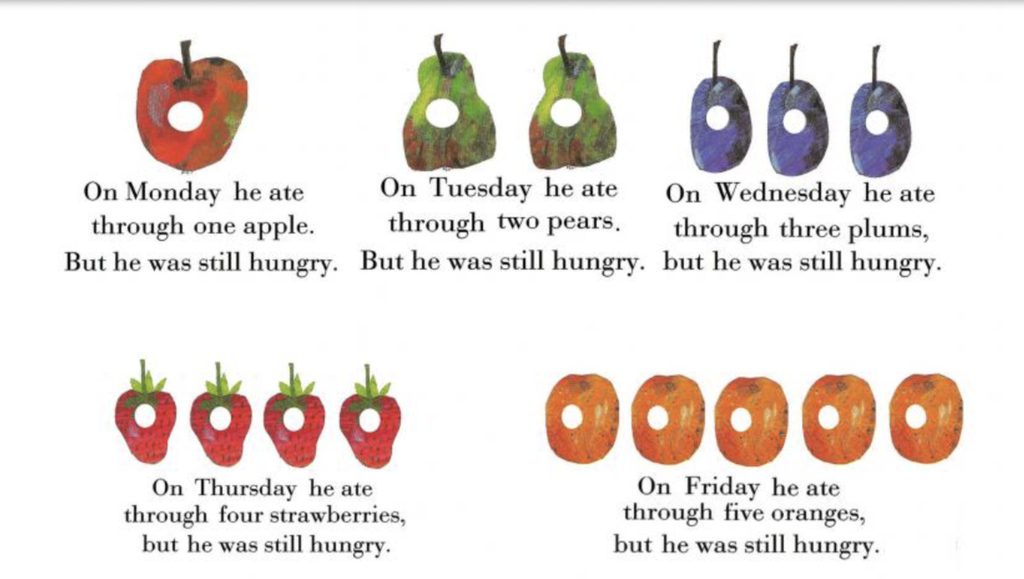 On Monday he ate
through one apple.
But he was still hungry.
On Tuesday he ate
through two pears.
But he was still hungry.
On Wednesday he ate
through three plums,
but he was still hungry.
On Thursday he ate
through four strawberries,
but he was still hungry.
On Friday he ate
through five oranges,
but he was still hungry.